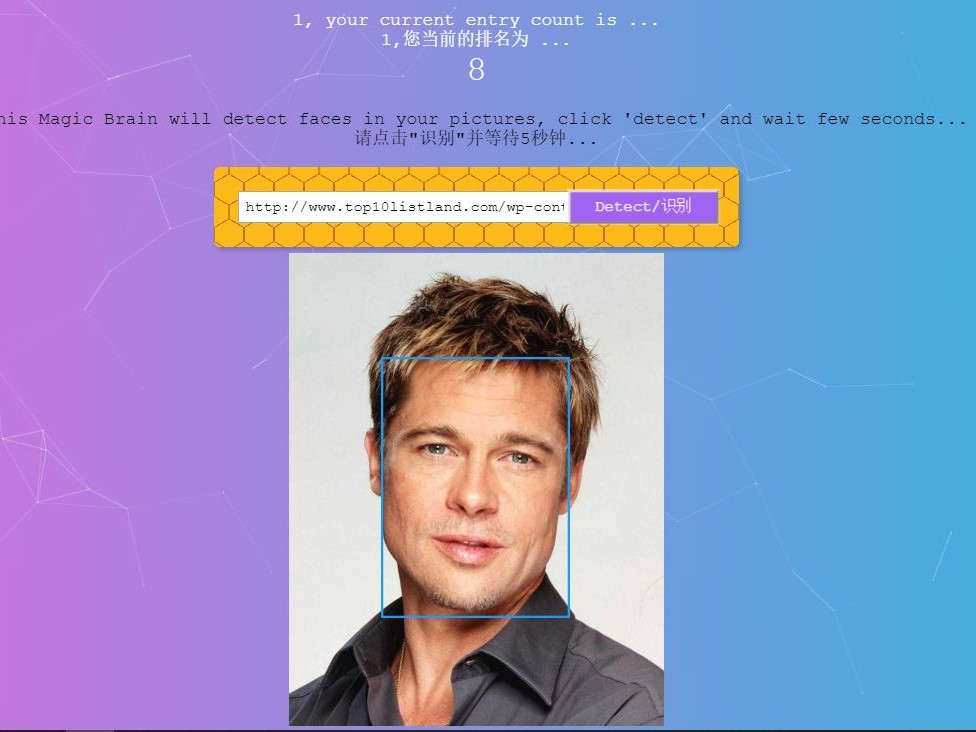 1, your current entry count is ...
1,您当前的排名为 ...
8
his Magic Brain will detect faces in your pictures, click 'detect' and wait few seconds...
请点击"识别"并等待5秒钟...
http://www.top10listland.com/wp-cont
Detect/识别